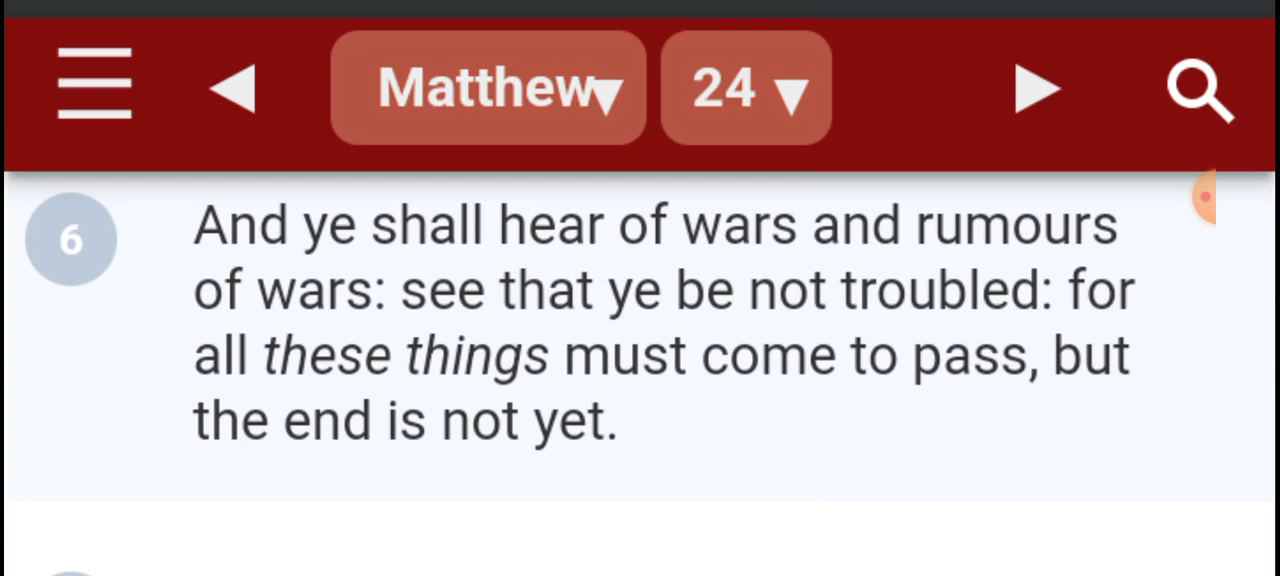 Matthew 24
6
And ye shall hear of wars and rumours
of wars: see that ye be not troubled: for
all these things must come to pass, but
the end is not yet.